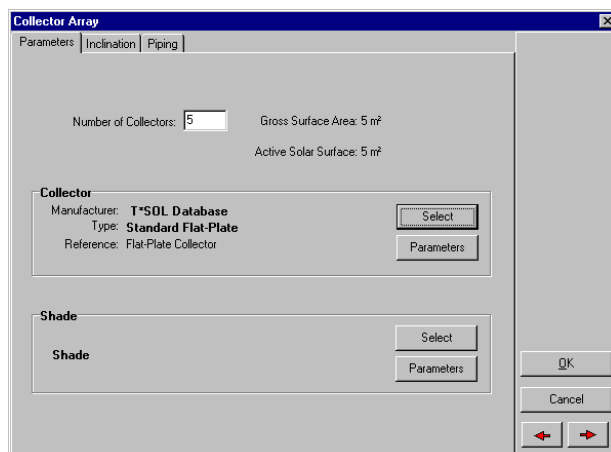 Collector Array
Parameters Inclination Piping
Number of Collectors: 5 Gross Surface Area: 5 m²
Active Solar Surface: 5 m²
Collector
Manufacturer: T*SOL Database
Type: Standard Flat-Plate
Reference: Flat-Plate Collector
Select
Parameters
Shade
Shade
Select
Parameters
OK
Cancel